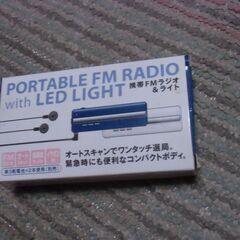 PORTABLE FM RADIO
with LED LIGHT
携帯FMラジオ
&ライト
オートスキャンでワンタッチ選局。
緊急時にも便利なコンパクトボディ。